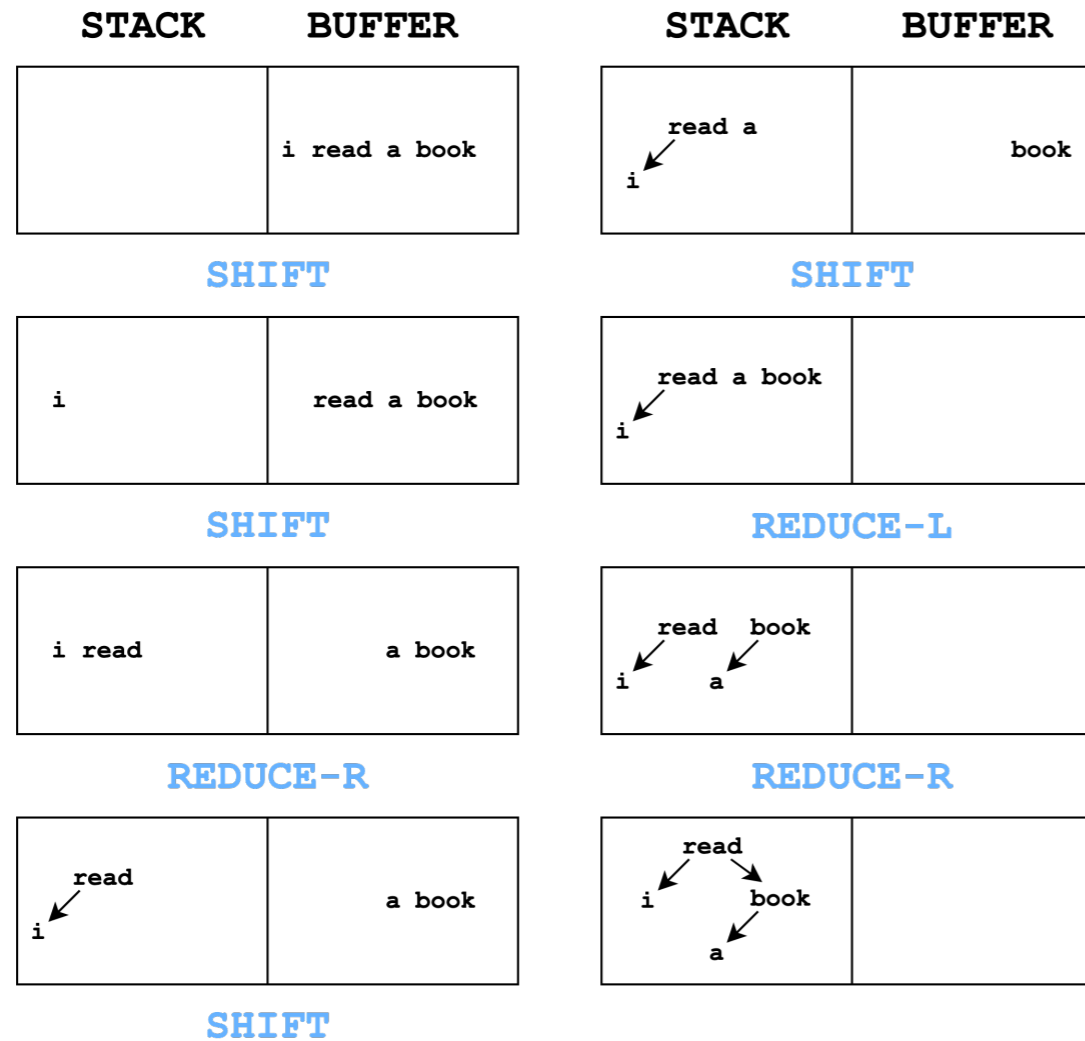 STACK BUFFER
i read a book
SHIFT
i
read a book
SHIFT
i read
a book
REDUCE-R
read
i
a book
SHIFT
STACK BUFFER
read a
i
book
SHIFT
read a book
i
REDUCE-L
read book
i a
REDUCE-R
read
i
book
a